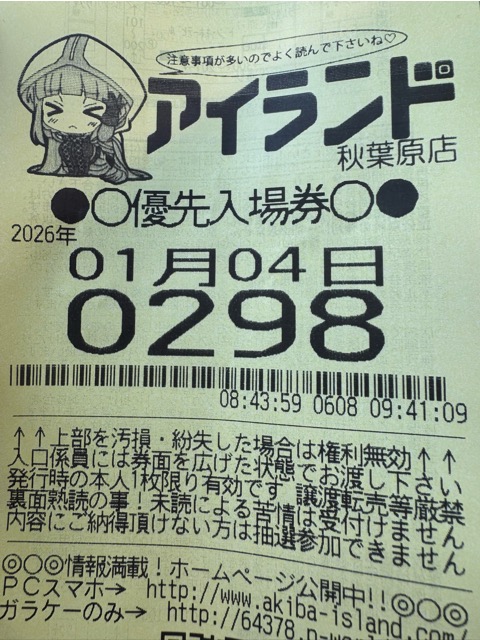 注意事項が多いのでよく読んで下さいね♡
アイランド
秋葉原店
●○優先入場券○●
2026年
01月04日
0298
08:43:59 0608 09:41:09
↑↑上部を汚損・紛失した場合は権利無効↑↑
入口係員には券面を広げた状態でお渡し下さい
発行時の本人1枚限り有効です 譲渡転売等厳禁
裏面熟読の事!未読による苦情は受付けません
内容にご納得頂けない方は抽選参加できません
◎○◎情報満載!ホームページ公開中!!◎○◎
PCスマホ→ http://www.akiba-island.com/
ガラケーのみ→ http://64378.p-wor